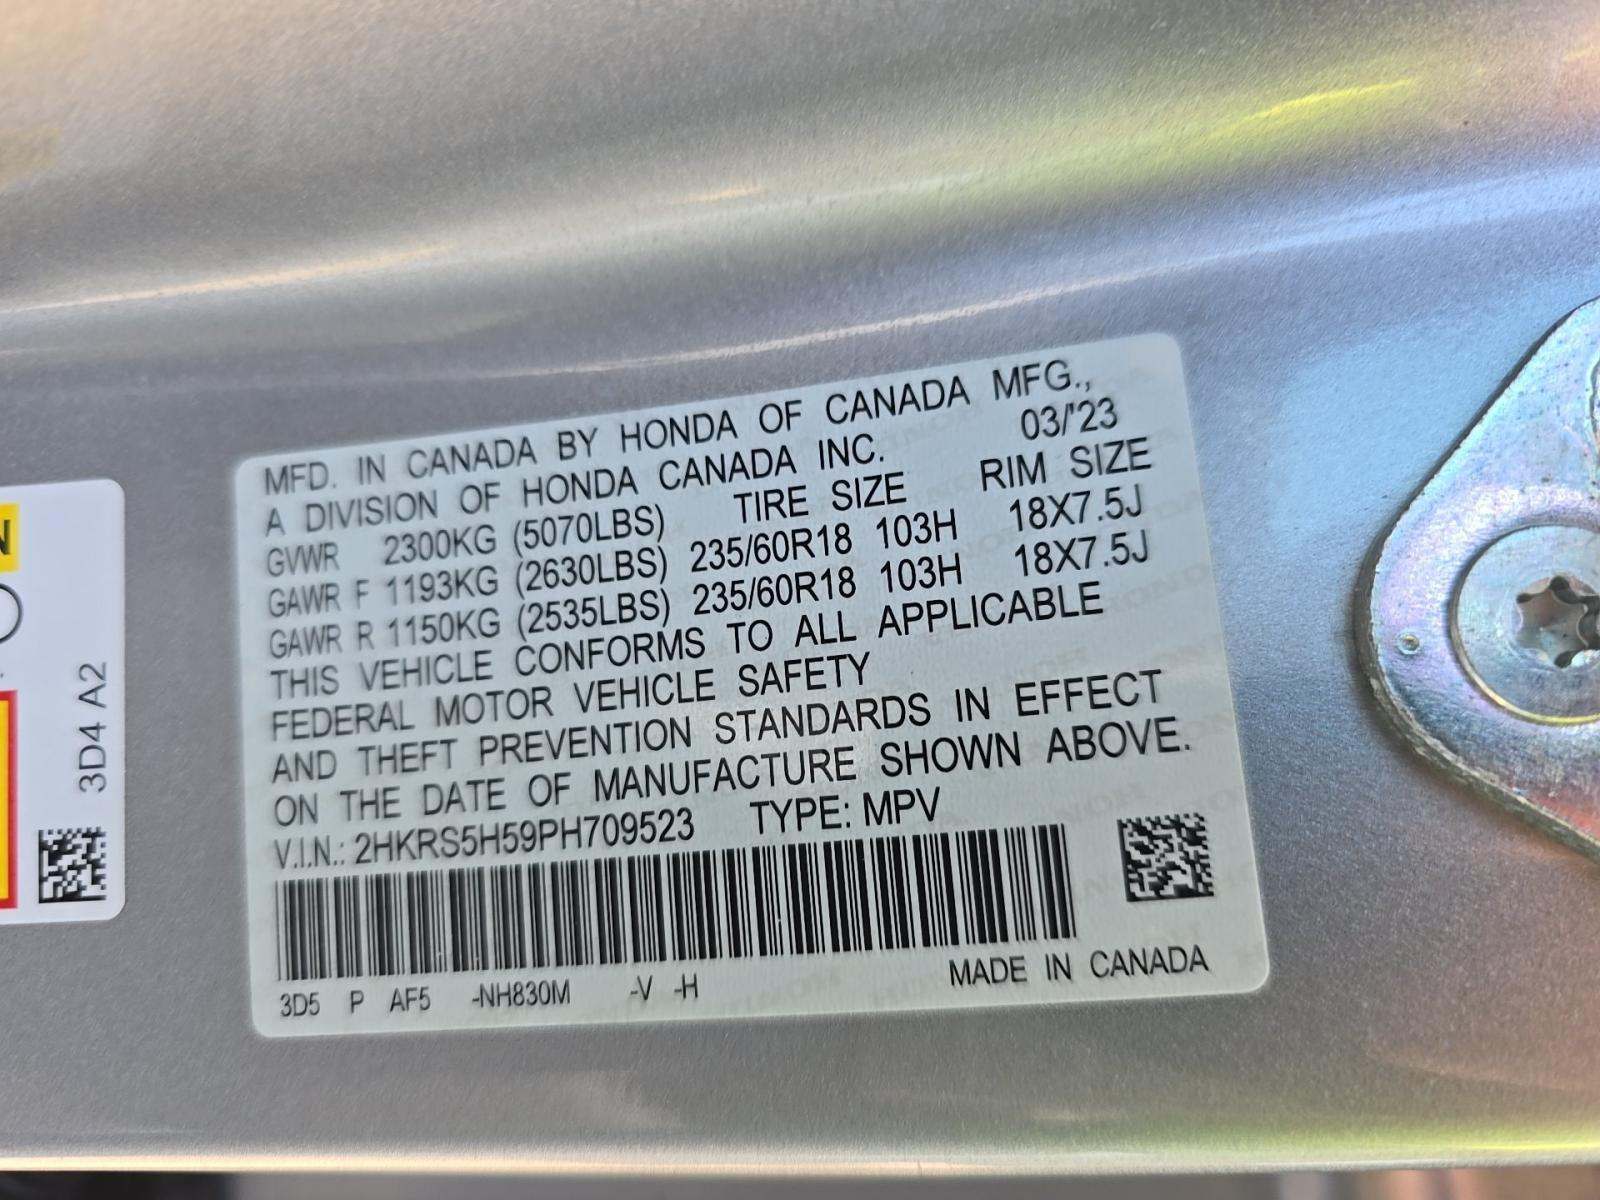 MFD. IN CANADA BY HONDA OF CANADA MFG.,
A DIVISION OF HONDA CANADA INC. 03/'23
GVWR 2300KG (5070LBS) TIRE SIZE RIM SIZE
GAWR F 1193KG (2630LBS) 235/60R18 103H 18X7.5J
GAWR R 1150KG (2535LBS) 235/60R18 103H 18X7.5J
THIS VEHICLE CONFORMS TO ALL APPLICABLE
FEDERAL MOTOR VEHICLE SAFETY
AND THEFT PREVENTION STANDARDS IN EFFECT
ON THE DATE OF MANUFACTURE SHOWN ABOVE.
V.I.N.: 2HKRS5H59PH709523 TYPE: MPV
3D5 P AF5 -NH830M -V -H MADE IN CANADA
3D4 A2